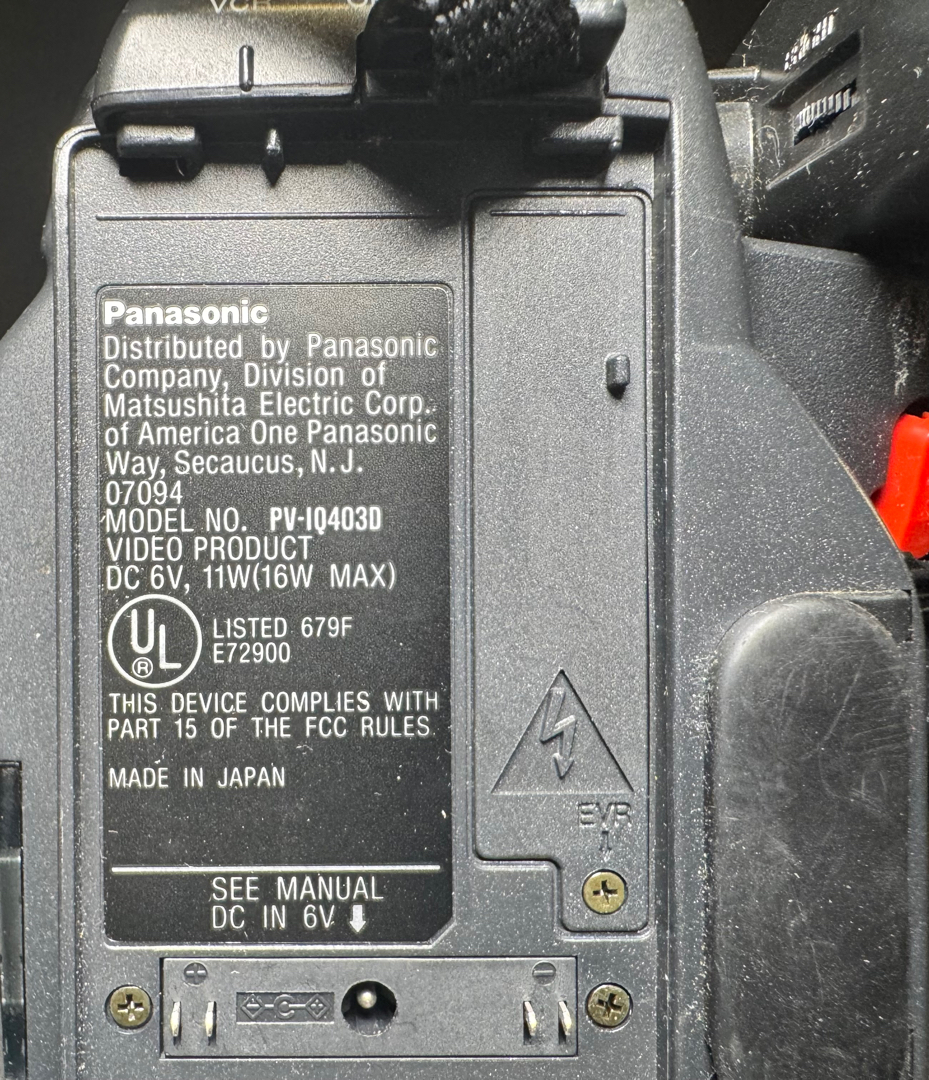 VCR
Panasonic
Distributed by Panasonic
Company, Division of
Matsushita Electric Corp.
of America One Panasonic
Way, Secaucus, N.J.
07094
MODEL NO. PV-IQ403D
VIDEO PRODUCT
DC 6V, 11W(16W MAX)
UL®
LISTED 679F
E72900
THIS DEVICE COMPLIES WITH
PART 15 OF THE FCC RULES.
MADE IN JAPAN
EVR
SEE MANUAL
DC IN 6V